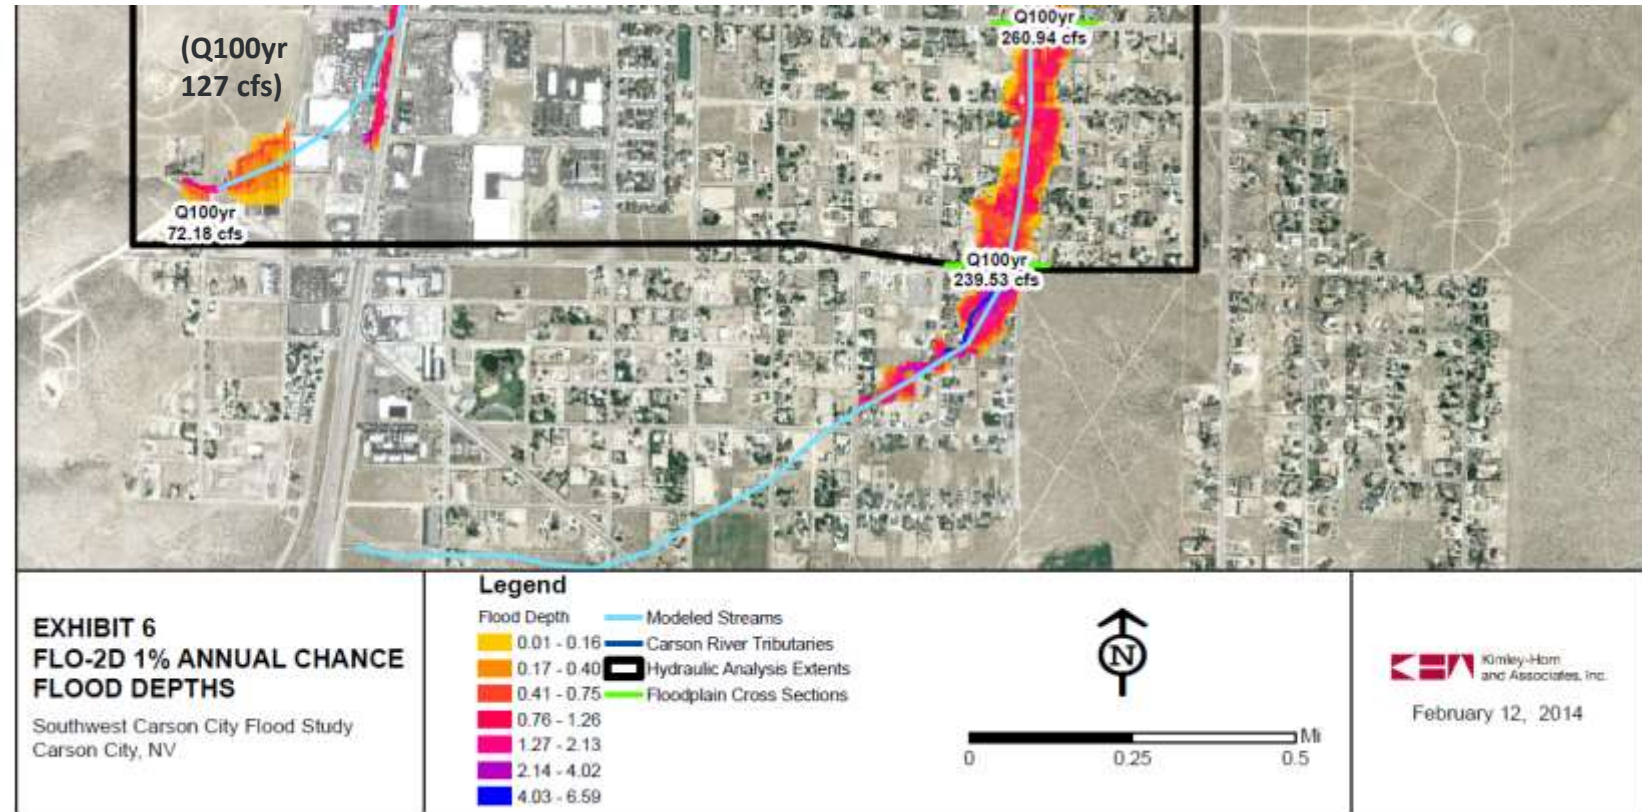 (Q100yr
127 cfs)
Q100yr
260.94 cfs
Q100yr
72.18 cfs
Q100yr
239.53 cfs
EXHIBIT 6
FLO-2D 1% ANNUAL CHANCE
FLOOD DEPTHS
Southwest Carson City Flood Study
Carson City, NV
Legend
Flood Depth
0.01 - 0.16
0.17 - 0.40
0.41 - 0.75
0.76 - 1.26
1.27 - 2.13
2.14 - 4.02
4.03 - 6.59
Modeled Streams
Carson River Tributaries
Hydraulic Analysis Extents
Floodplain Cross Sections
N
0 0.25 0.5 Mi
Kimley-Horn
and Associates, Inc.
February 12, 2014